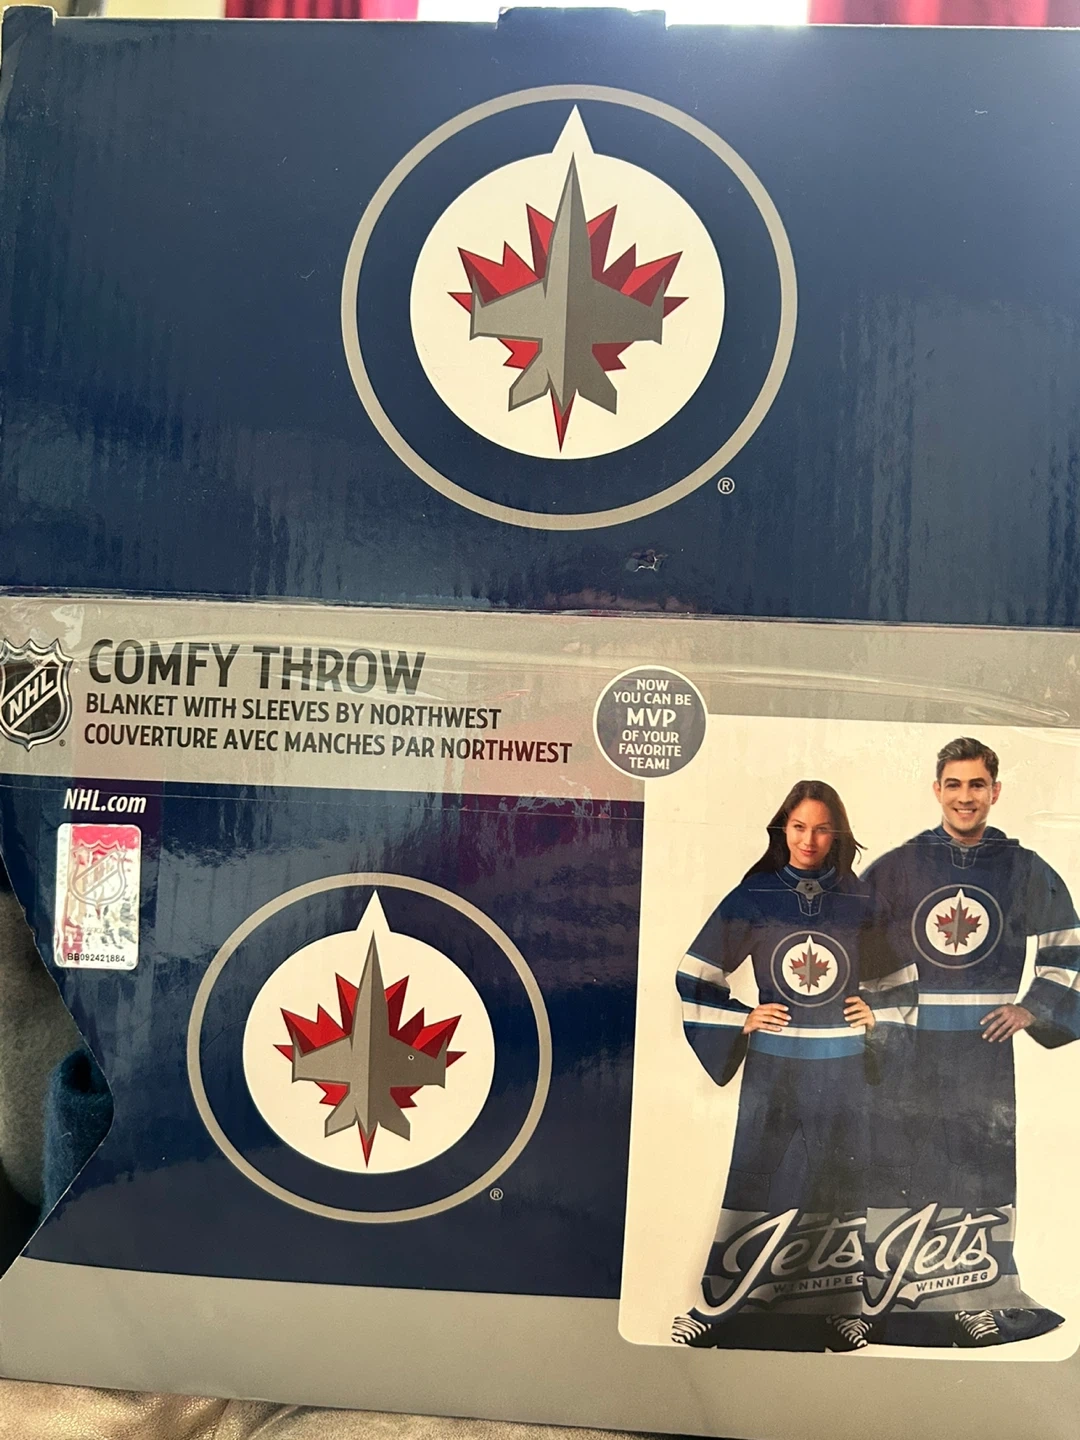 ®
NHL
COMFY THROW
BLANKET WITH SLEEVES BY NORTHWEST
COUVERTURE AVEC MANCHES PAR NORTHWEST
NOW
YOU CAN BE
MVP
OF YOUR
FAVORITE
TEAM!
NHL.com
BB092421884
®
Jets
WINNIPEG
Jets
WINNIPEG